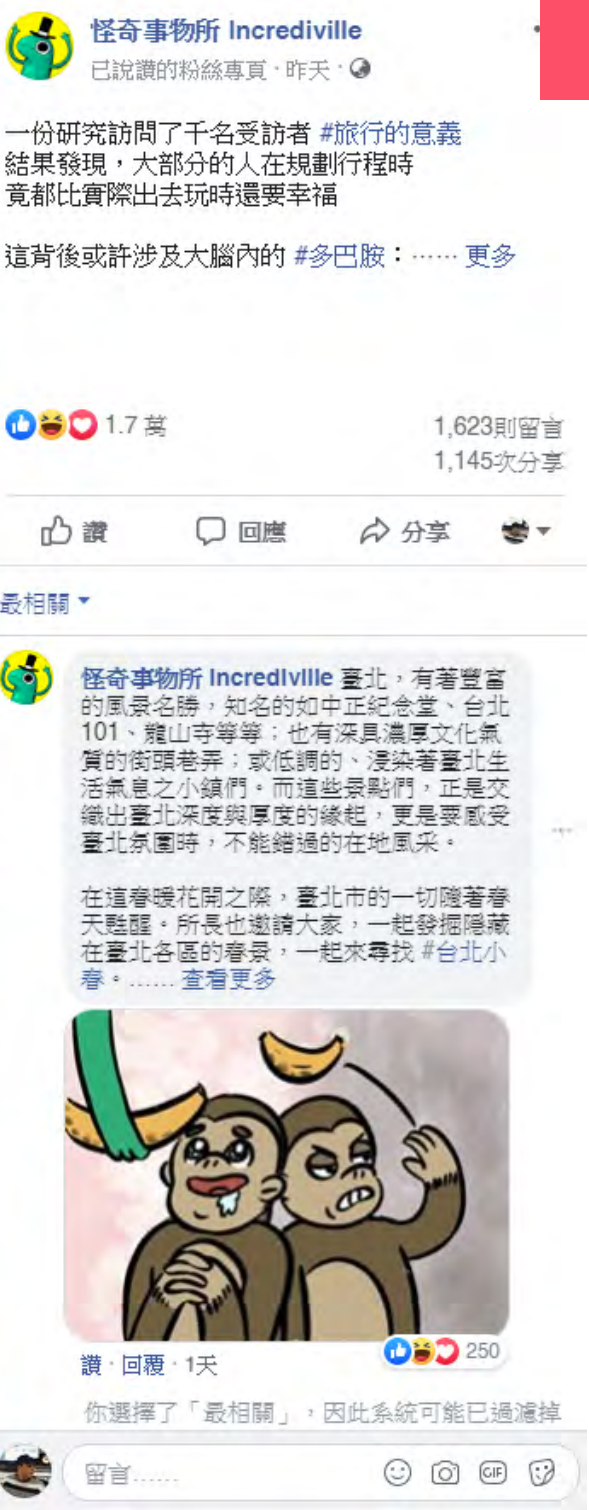 怪奇事物所 Incrediville
已說讚的粉絲專頁 · 昨天 ·
一份研究訪問了千名受訪者 #旅行的意義
結果發現，大部分的人在規劃行程時
竟都比實際出去玩時還要幸福
這背後或許涉及大腦內的 #多巴胺：…… 更多
1.7 萬
1,623則留言
1,145次分享
讚 回應 分享
最相關
怪奇事物所 Incrediville 臺北，有著豐富
的風景名勝，知名的如中正紀念堂、台北
101、龍山寺等等；也有深具濃厚文化氣
質的街頭巷弄；或低調的、浸染著臺北生
活氣息之小鎮們。而這些景點們，正是交
織出臺北深度與厚度的緣起，更是要感受
臺北氛圍時，不能錯過的在地風采。
在這春暖花開之際，臺北市的一切隨著春
天甦醒。所長也邀請大家，一起發掘隱藏
在臺北各區的春景，一起來尋找 #台北小
春。…… 查看更多
讚 · 回覆 · 1天
250
你選擇了「最相關」，因此系統可能已過濾掉
留言……
GIF